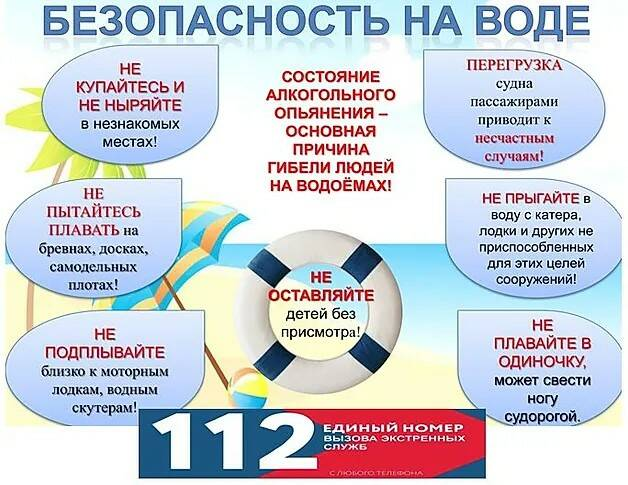 БЕЗОПАСНОСТЬ НА ВОДЕ
НЕ
КУПАЙТЕСЬ И
НЕ НЫРЯЙТЕ
в незнакомых
местах!
СОСТОЯНИЕ
АЛКОГОЛЬНОГО
ОПЬЯНЕНИЯ –
ОСНОВНАЯ
ПРИЧИНА
ГИБЕЛИ ЛЮДЕЙ
НА ВОДОЁМАХ!
ПЕРЕГРУЗКА
судна
пассажирами
приводит к
несчастным
случаям!
НЕ
ПЫТАЙТЕСЬ
ПЛАВАТЬ на
бревнах, досках,
самодельных
плотах!
НЕ ПРЫГАЙТЕ в
воду с катера,
лодки и других не
приспособленных
для этих целей
сооружений!
НЕ
ОСТАВЛЯЙТЕ
детей без
присмотра!
НЕ
ПОДПЛЫВАЙТЕ
близко к моторным
лодкам, водным
скутерам!
НЕ
ПЛАВАЙТЕ В
ОДИНОЧКУ,
может свести
ногу
судорогой.
112
ЕДИНЫЙ НОМЕР
ВЫЗОВА ЭКСТРЕННЫХ
СЛУЖБ
С ЛЮБОГО ТЕЛЕФОНА